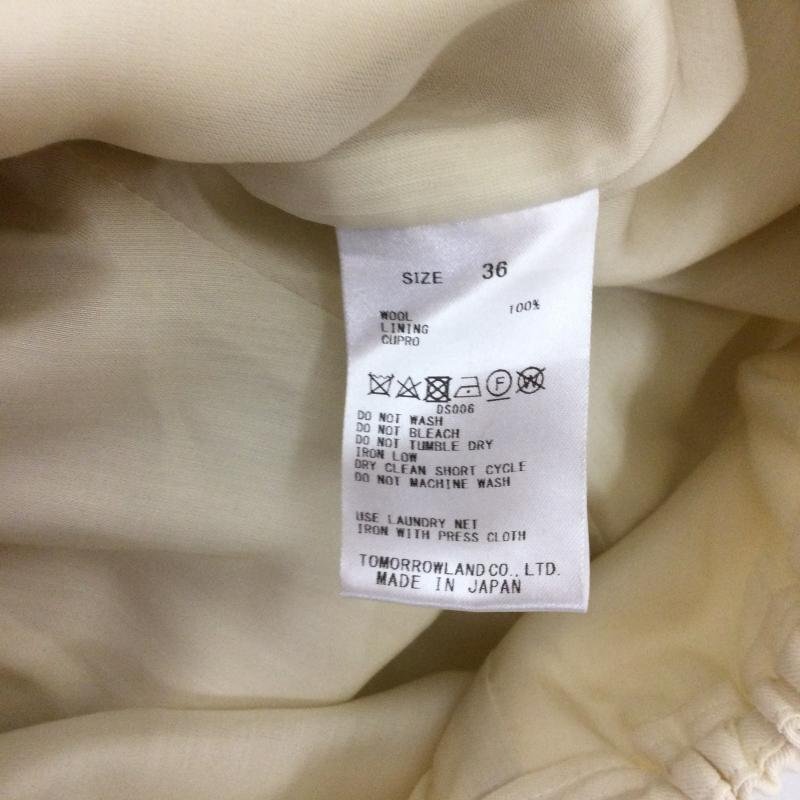 SIZE 36
WOOL 100%
LINING
CUPRO
F W
DS006
DO NOT WASH
DO NOT BLEACH
DO NOT TUMBLE DRY
IRON LOW
DRY CLEAN SHORT CYCLE
DO NOT MACHINE WASH
USE LAUNDRY NET
IRON WITH PRESS CLOTH
TOMORROWLAND CO., LTD.
MADE IN JAPAN